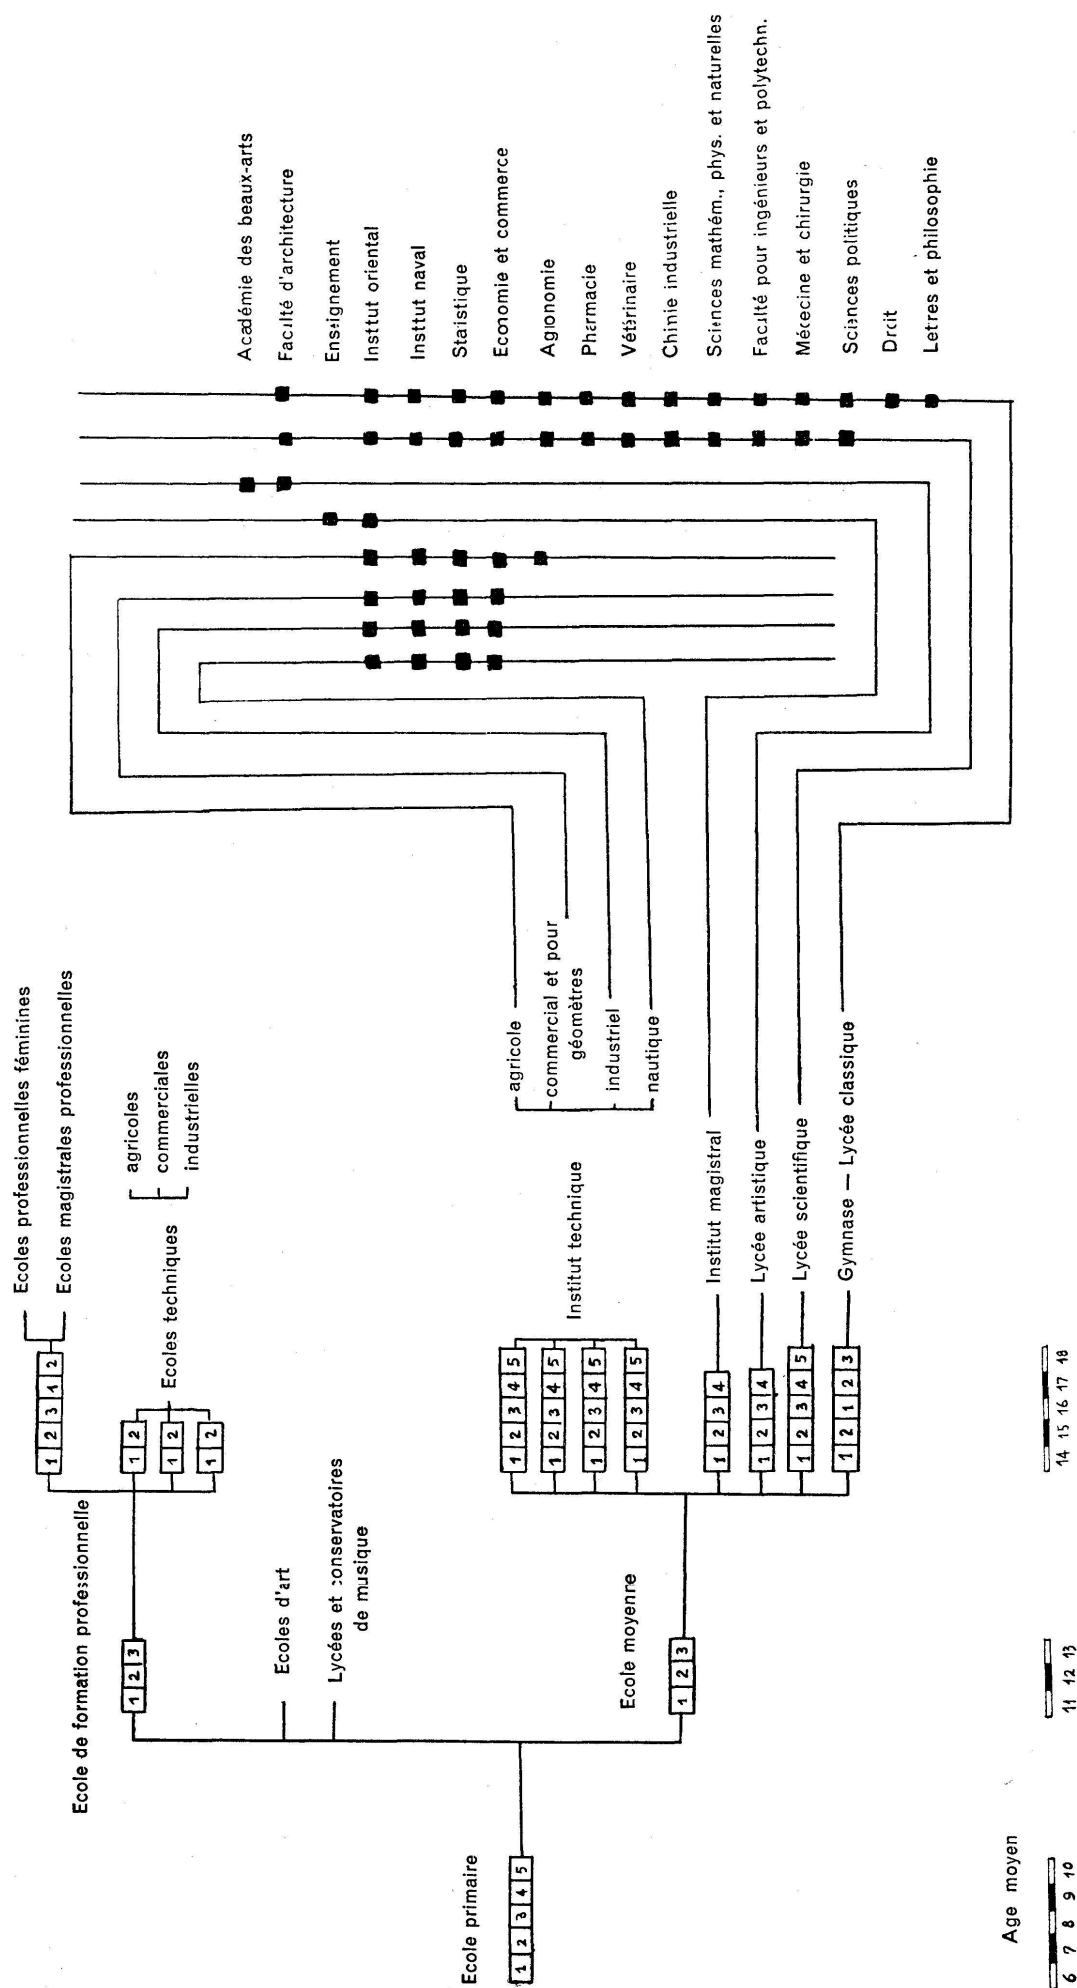 Ecole primaire
1 2 3 4 5
Age moyen
6 7 8 9 10
Ecole de formation professionnelle
1 2 3
Ecoles d'art
Lycées et conservatoires
de musique
Ecole moyenne
1 2 3
11 12 13
1 2 3 1 2
Ecoles professionnelles féminines
Ecoles magistrales professionnelles
1 2
1 2
1 2
Ecoles techniques
agricoles
commerciales
industrielles
1 2 3 4 5
1 2 3 4 5
1 2 3 4 5
1 2 3 4 5
Institut technique
agricole
commercial et pour
géomètres
industriel
nautique
1 2 3 4
Institut magistral
1 2 3 4
Lycée artistique
1 2 3 4 5
Lycée scientifique
1 2 1 2 3
Gymnase — Lycée classique
14 15 16 17 18
Académie des beaux-arts
Faculté d'architecture
Enseignement
Institut oriental
Institut naval
Statistique
Economie et commerce
Agronomie
Pharmacie
Vétérinaire
Chimie industrielle
Sciences mathém., phys. et naturelles
Faculté pour ingénieurs et polytechn.
Médecine et chirurgie
Sciences politiques
Droit
Lettres et philosophie